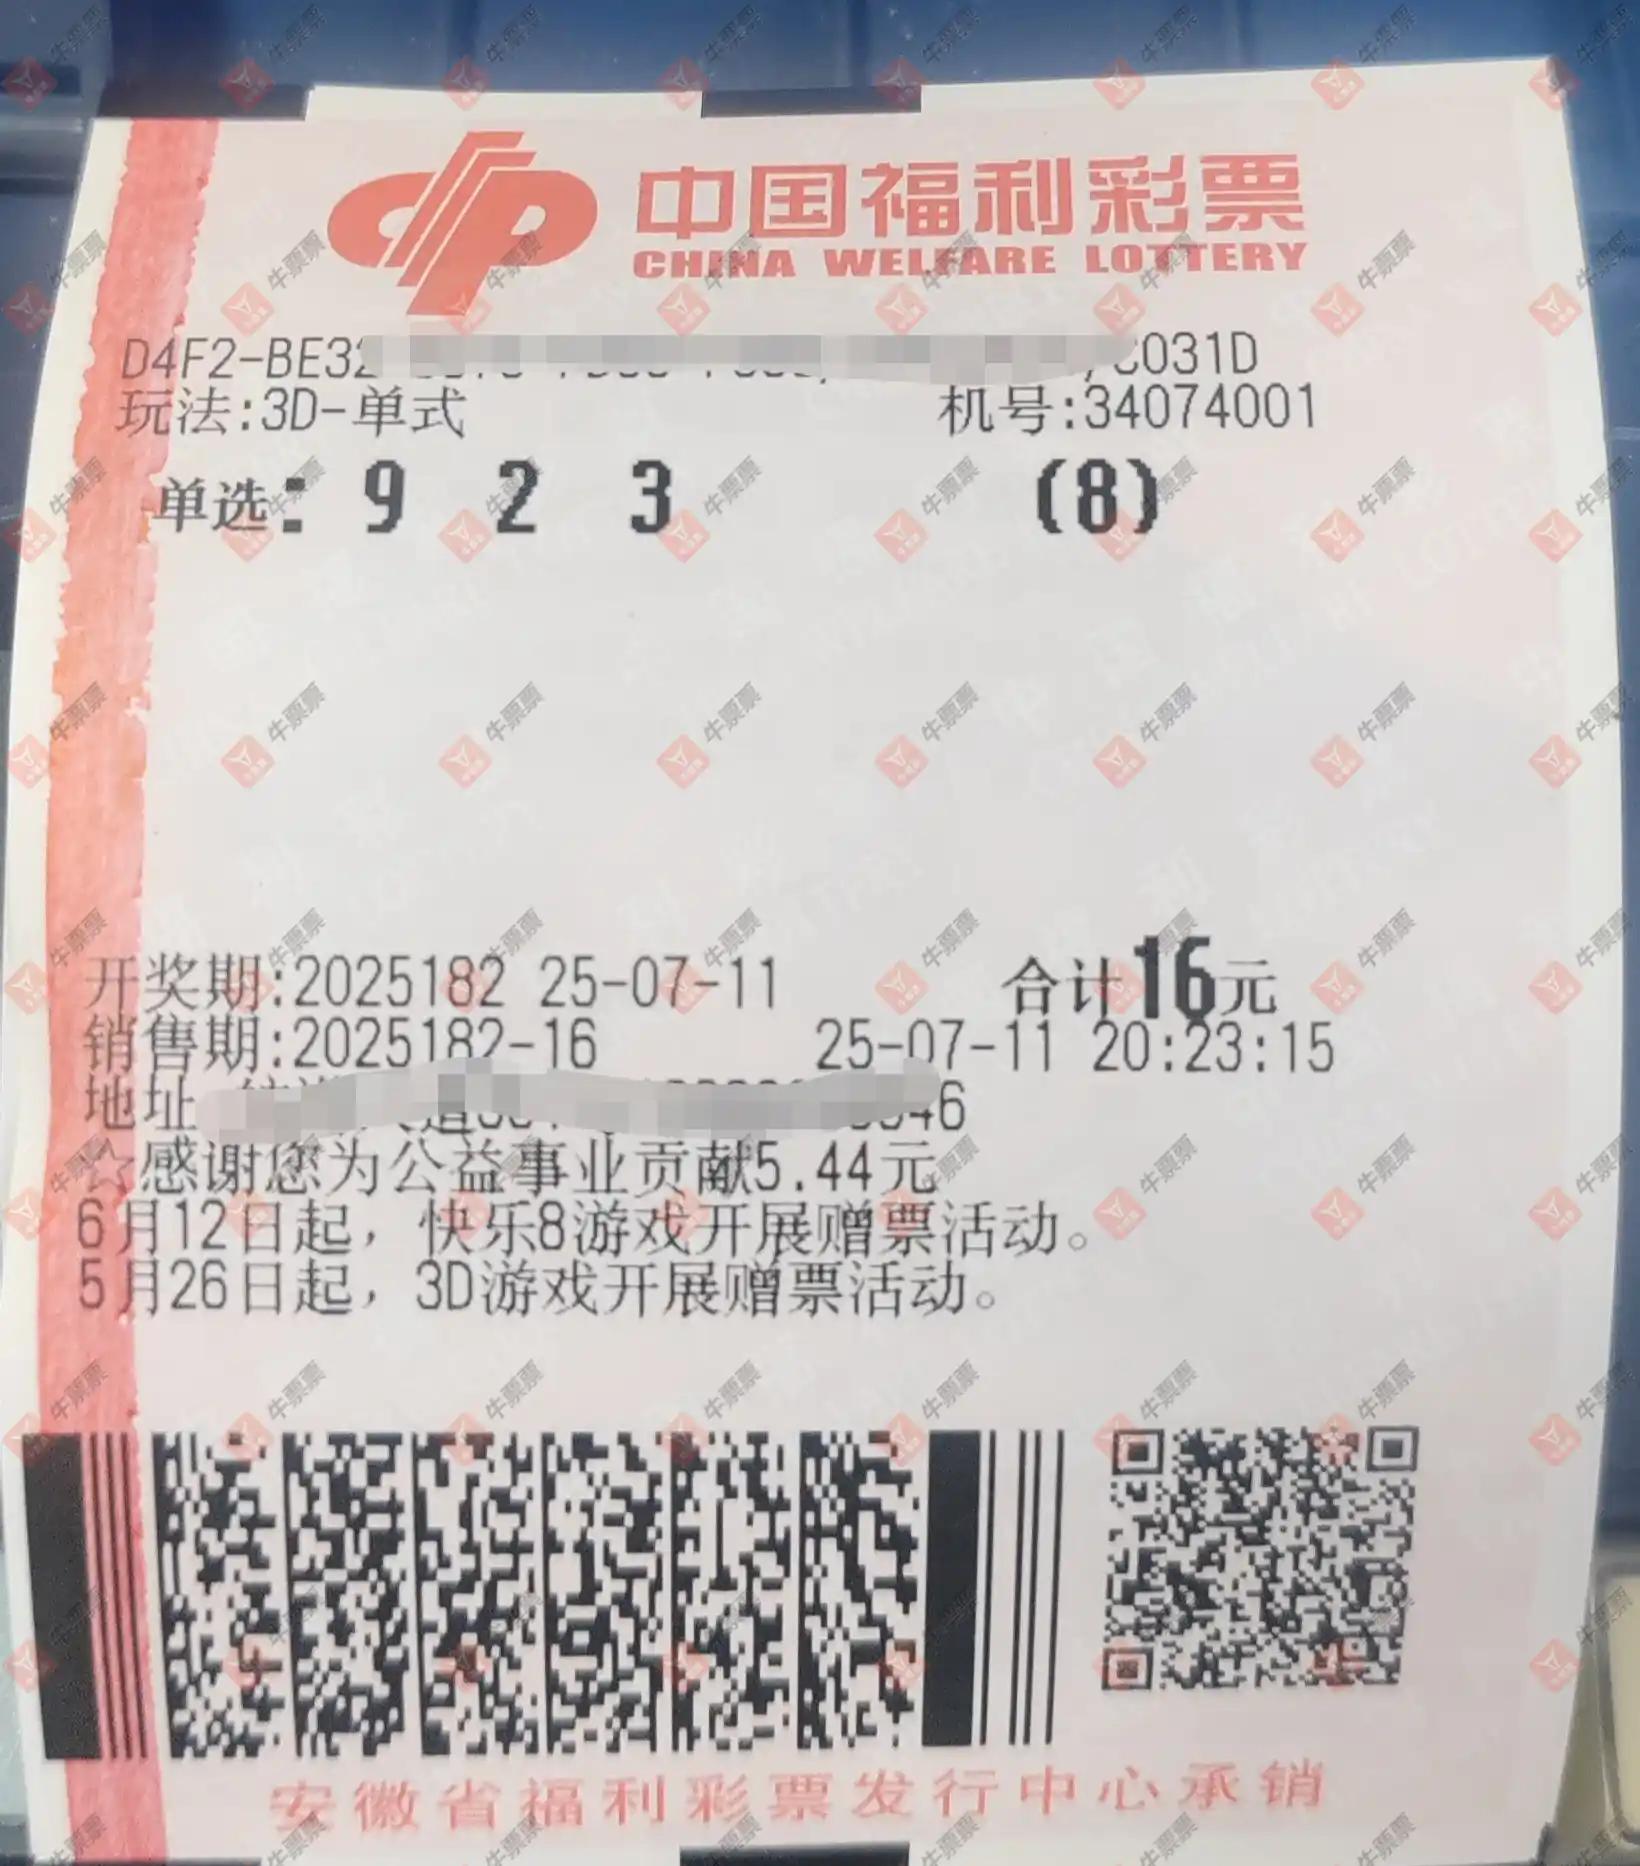 中国福利彩票
CHINA WELFARE LOTTERY
D4F2-BE32 C031D
玩法:3D-单式 机号:34074001
单选: 9 2 3 (8)
开奖期:2025182 25-07-11 合计16元
销售期:2025182-16 25-07-11 20:23:15
地址 46
☆感谢您为公益事业贡献5.44元
6月12日起，快乐8游戏开展赠票活动。
5月26日起，3D游戏开展赠票活动。
安徽省福利彩票发行中心承销
牛票票